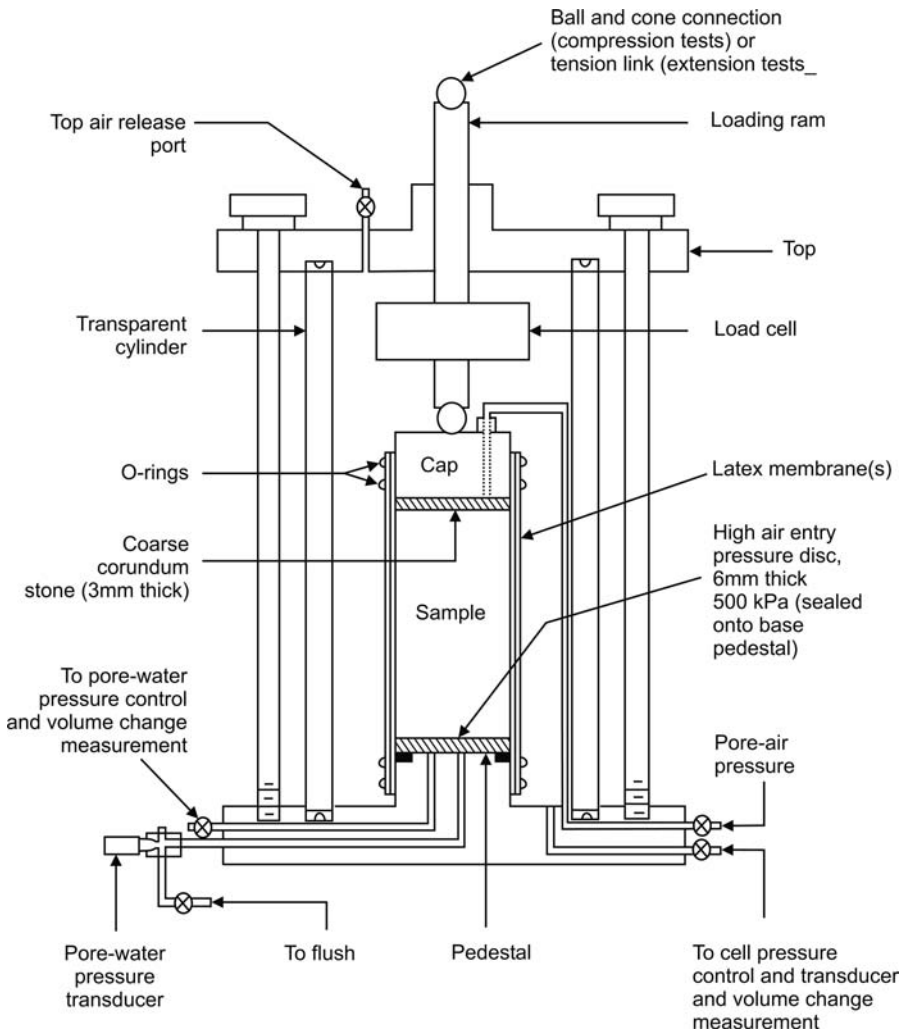 Ball and cone connection
(compression tests) or
tension link (extension tests_
Top air release
port
Loading ram
Top
Transparent
cylinder
Load cell
Cap
O-rings
Latex membrane(s)
Coarse
corundum
stone (3mm thick)
High air entry
pressure disc,
6mm thick
500 kPa (sealed
onto base
pedestal)
Sample
To pore-water
pressure control
and volume change
measurement
Pore-air
pressure
Pore-water
pressure
transducer
To flush
Pedestal
To cell pressure
control and transducer
and volume change
measurement